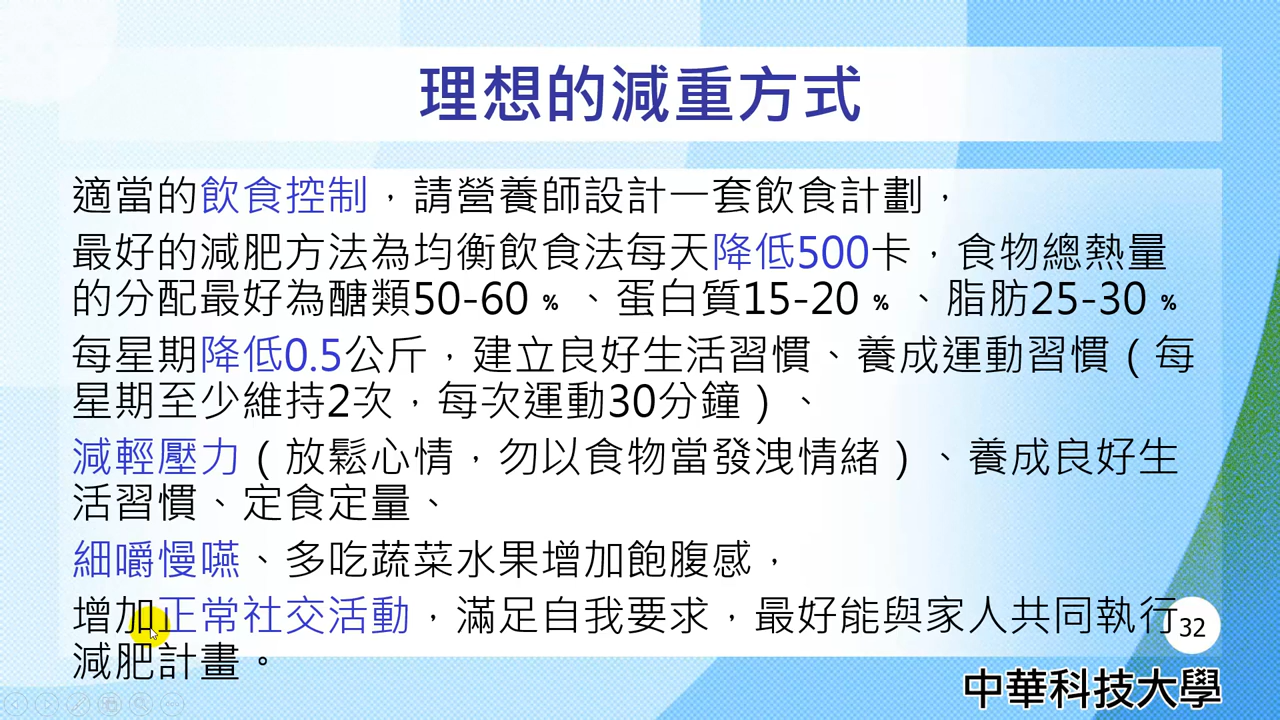 理想的減重方式
適當的飲食控制，請營養師設計一套飲食計劃，
最好的減肥方法為均衡飲食法每天降低500卡，食物總熱量
的分配最好為醣類50-60﹪、蛋白質15-20﹪、脂肪25-30﹪
每星期降低0.5公斤，建立良好生活習慣、養成運動習慣（每
星期至少維持2次，每次運動30分鐘）、
減輕壓力（放鬆心情，勿以食物當發洩情緒）、養成良好生
活習慣、定食定量、
細嚼慢嚥、多吃蔬菜水果增加飽腹感，
增加正常社交活動，滿足自我要求，最好能與家人共同執行
減肥計畫。
32
中華科技大學